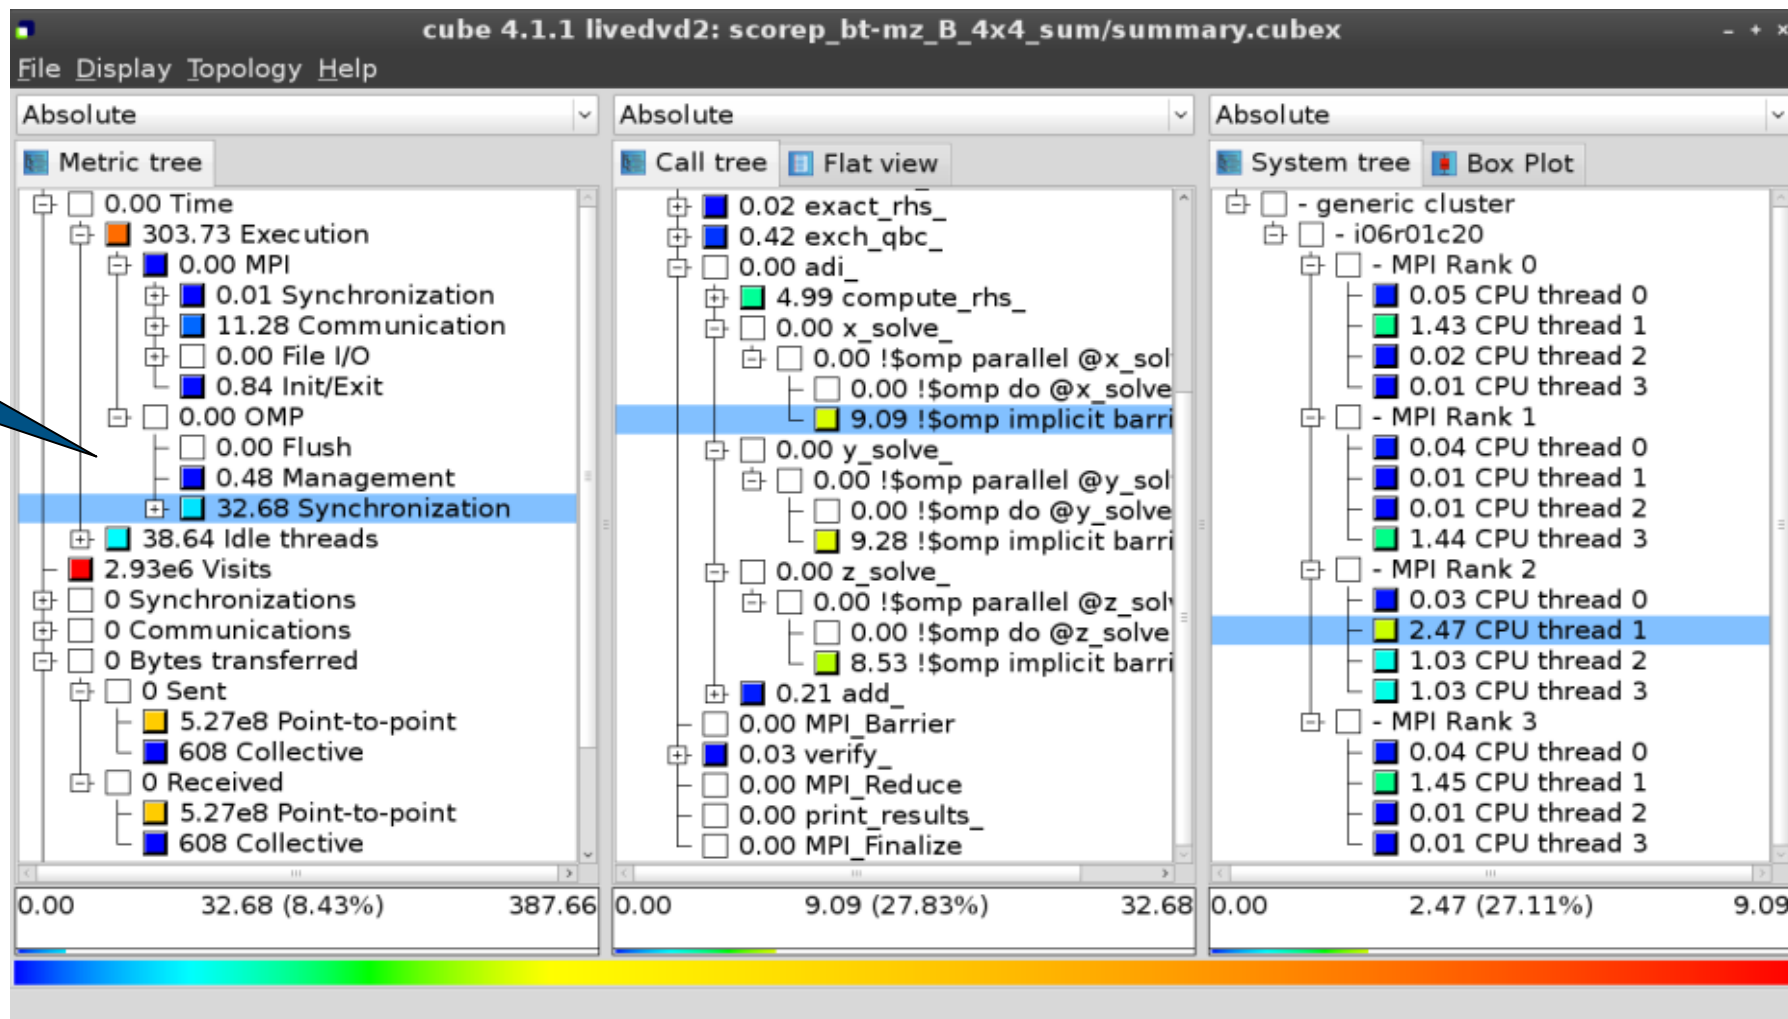 cube 4.1.1 livedvd2: scorep_bt-mz_B_4x4_sum/summary.cubex
File Display Topology Help
Absolute
Metric tree
0.00 Time
303.73 Execution
0.00 MPI
0.01 Synchronization
11.28 Communication
0.00 File I/O
0.84 Init/Exit
0.00 OMP
0.00 Flush
0.48 Management
32.68 Synchronization
38.64 Idle threads
2.93e6 Visits
0 Synchronizations
0 Communications
0 Bytes transferred
0 Sent
5.27e8 Point-to-point
608 Collective
0 Received
5.27e8 Point-to-point
608 Collective
0.00 32.68 (8.43%) 387.66
Absolute
Call tree Flat view
0.02 exact_rhs_
0.42 exch_qbc_
0.00 adi_
4.99 compute_rhs_
0.00 x_solve_
0.00 !$omp parallel @x_sol
0.00 !$omp do @x_solve
9.09 !$omp implicit barri
0.00 y_solve_
0.00 !$omp parallel @y_sol
0.00 !$omp do @y_solve
9.28 !$omp implicit barri
0.00 z_solve_
0.00 !$omp parallel @z_sol
0.00 !$omp do @z_solve
8.53 !$omp implicit barri
0.21 add_
0.00 MPI_Barrier
0.03 verify_
0.00 MPI_Reduce
0.00 print_results_
0.00 MPI_Finalize
0.00 9.09 (27.83%) 32.68
Absolute
System tree Box Plot
- generic cluster
- i06r01c20
- MPI Rank 0
0.05 CPU thread 0
1.43 CPU thread 1
0.02 CPU thread 2
0.01 CPU thread 3
- MPI Rank 1
0.04 CPU thread 0
0.01 CPU thread 1
0.01 CPU thread 2
1.44 CPU thread 3
- MPI Rank 2
0.03 CPU thread 0
2.47 CPU thread 1
1.03 CPU thread 2
1.03 CPU thread 3
- MPI Rank 3
0.04 CPU thread 0
1.45 CPU thread 1
0.01 CPU thread 2
0.01 CPU thread 3
0.00 2.47 (27.11%) 9.09